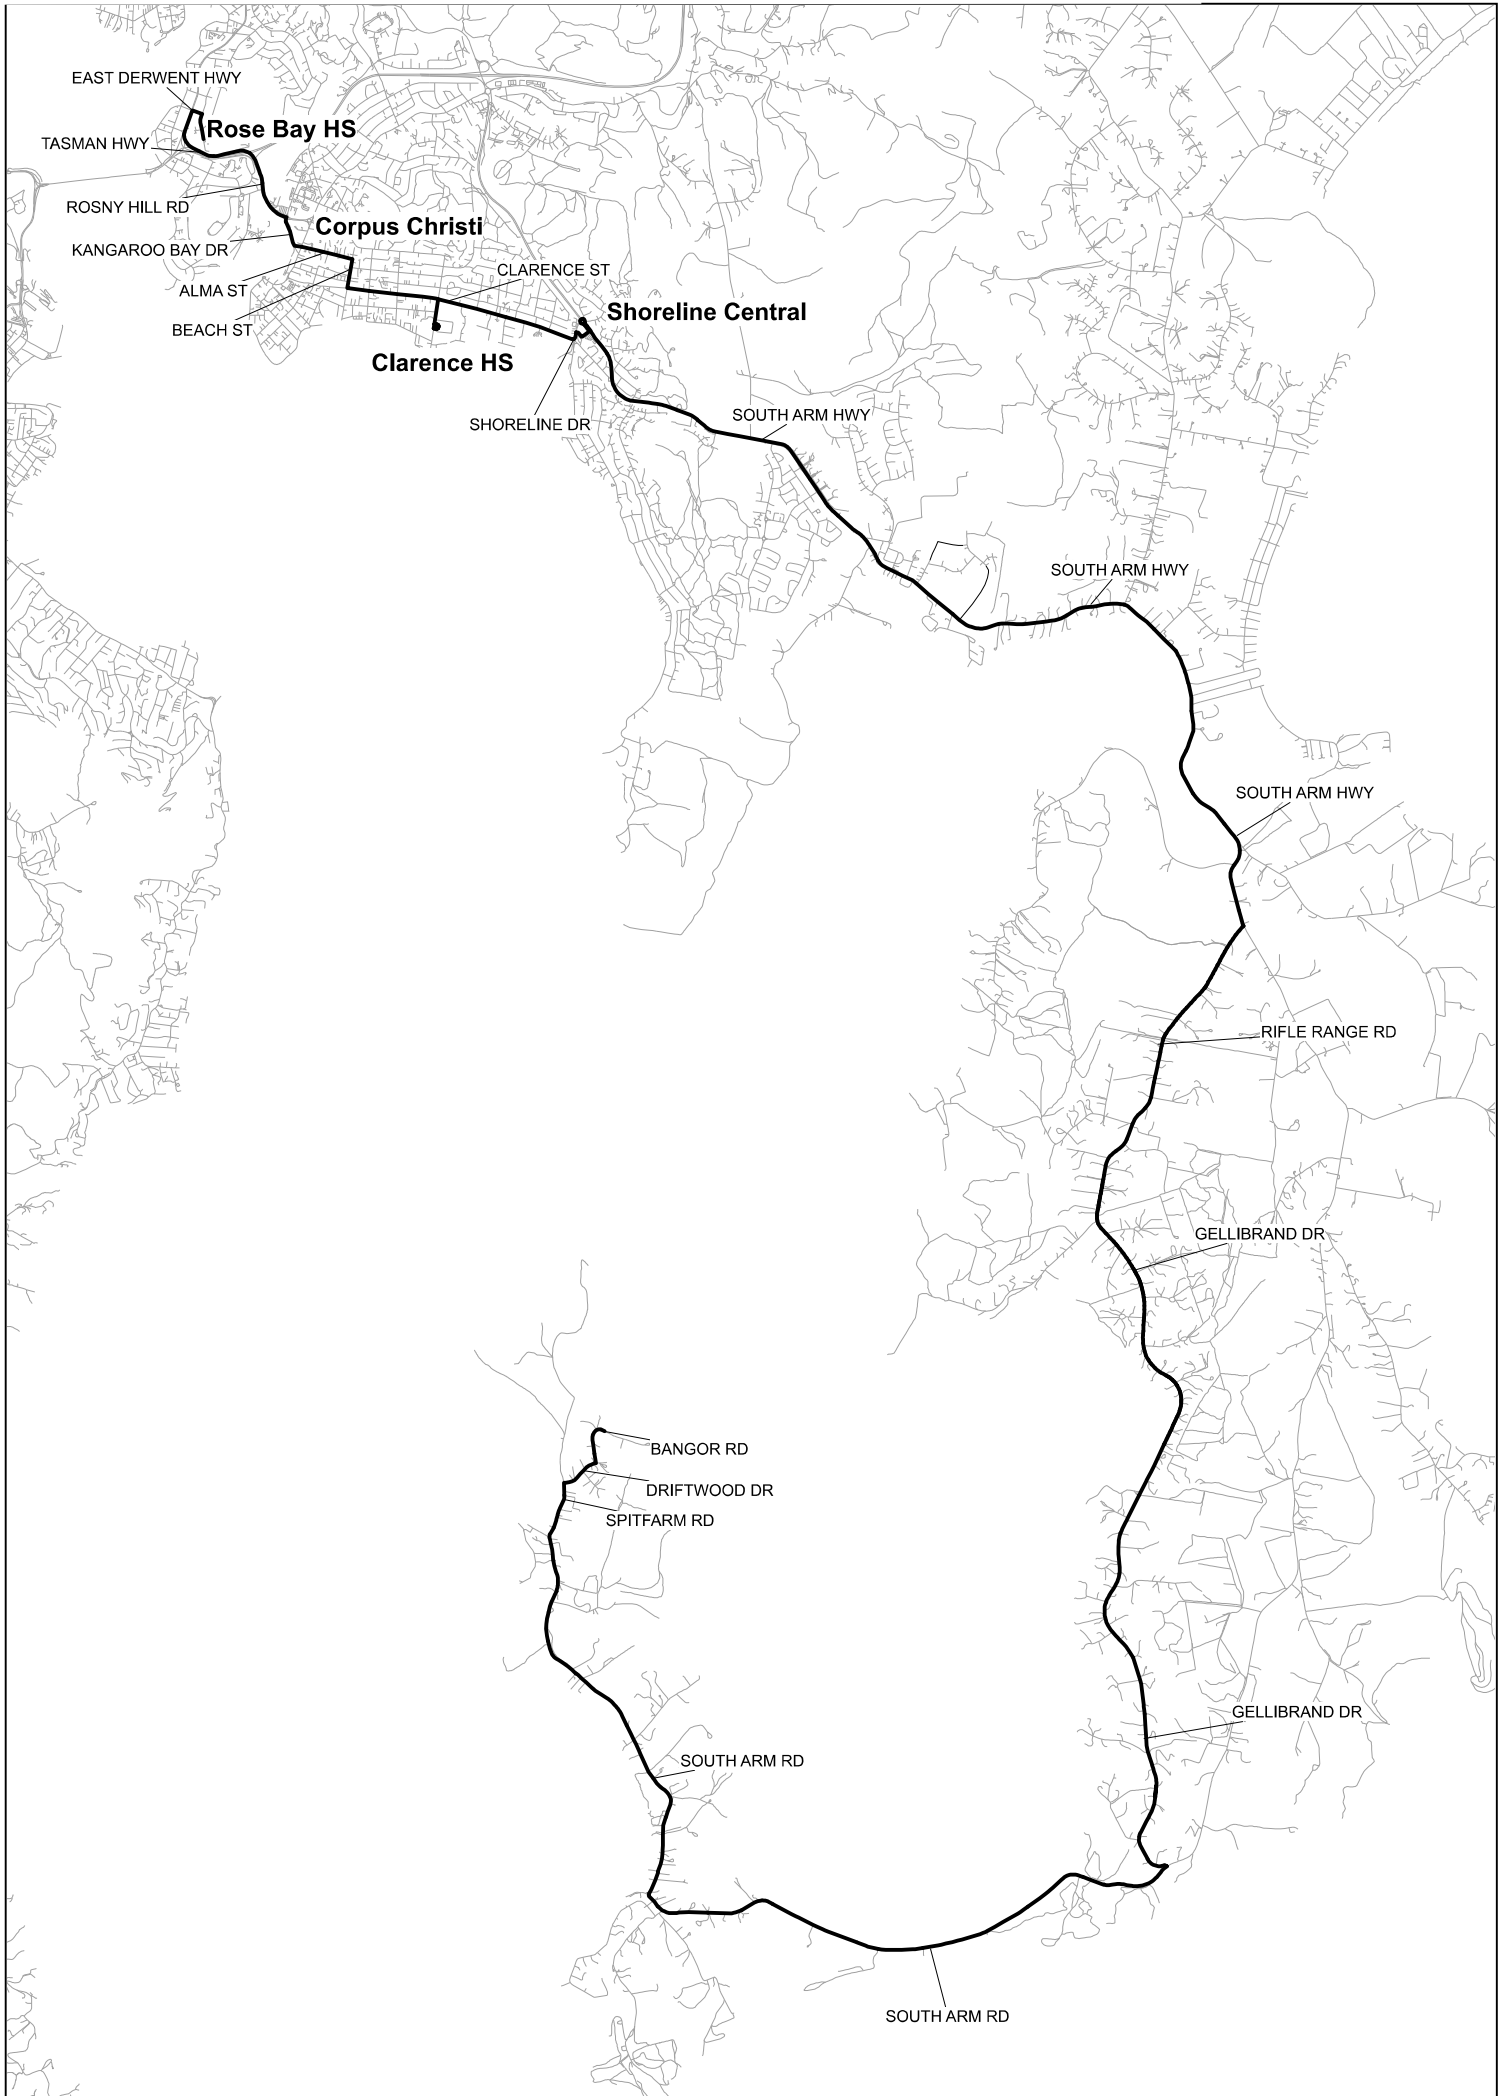 EAST DERWENT HWY
Rose Bay HS
TASMAN HWY
ROSNY HILL RD
Corpus Christi
KANGAROO BAY DR
CLARENCE ST
ALMA ST
Shoreline Central
BEACH ST
Clarence HS
SOUTH ARM HWY
SHORELINE DR
SOUTH ARM HWY
SOUTH ARM HWY
RIFLE RANGE RD
GELLIBRAND DR
BANGOR RD
DRIFTWOOD DR
SPITFARM RD
GELLIBRAND DR
SOUTH ARM RD
SOUTH ARM RD